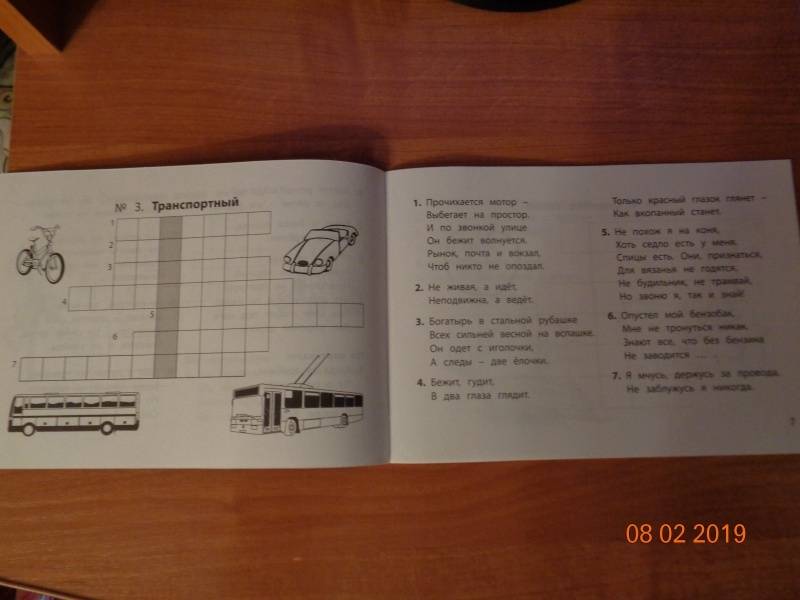 № 3. Транспортный
1
2
3
4
5
6
7
1. Прочихается мотор –
Выбегает на простор.
И по звонкой улице
Он бежит волнуется.
Рынок, почта и вокзал,
Чтоб никто не опоздал.
2. Не живая, а идёт,
Неподвижна, а ведёт.
3. Богатырь в стальной рубашке
Всех сильней весной на вспашке.
Он одет с иголочки,
А следы – две ёлочки.
4. Бежит, гудит,
В два глаза глядит.
Только красный глазок глянет –
Как вкопанный станет.
5. Не похож я на коня,
Хоть седло есть у меня.
Спицы есть. Они, признаться,
Для вязанья не годятся.
Не будильник, не трамвай,
Но звоню я, так и знай!
6. Опустел мой бензобак,
Мне не тронуться никак.
Знают все, что без бензина
Не заводится ... .
7. Я мчусь, держусь за провода,
Не заблужусь я никогда.
7
08 02 2019